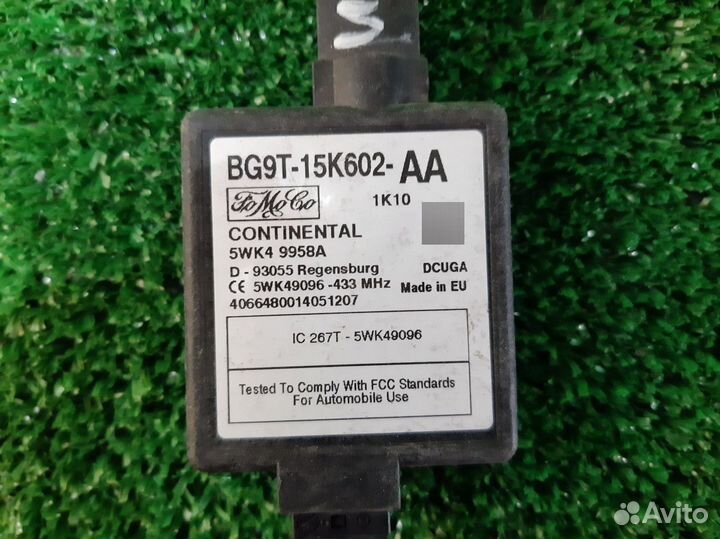 BG9T-15K602-AA
FoMoCo
1K10
CONTINENTAL
5WK4 9958A
D - 93055 Regensburg
DCUGA
CE 5WK49096 -433 MHz
Made in EU
4066480014051207
IC 267T - 5WK49096
Tested To Comply With FCC Standards
For Automobile Use
Avito